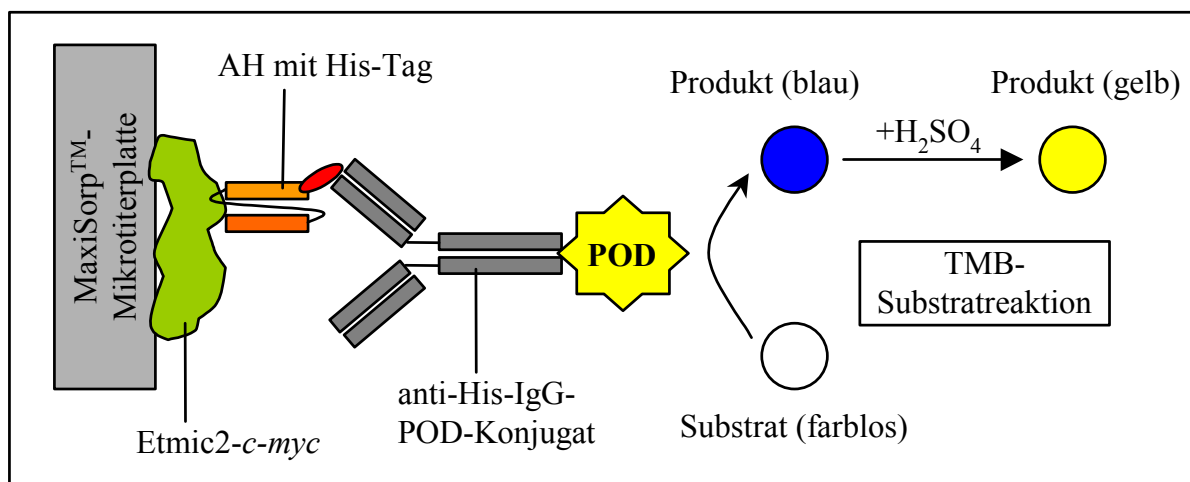 MaxiSorp™-
Mikrotiterplatte
AH mit His-Tag
Etmic2-c-myc
anti-His-IgG-
POD-Konjugat
POD
Produkt (blau)
+H₂SO₄
Produkt (gelb)
TMB-
Substratreaktion
Substrat (farblos)